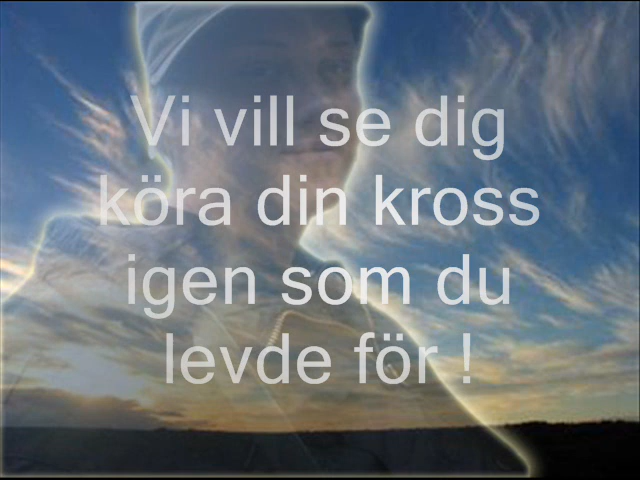 Vi vill se dig
köra din kross
igen som du
levde för !